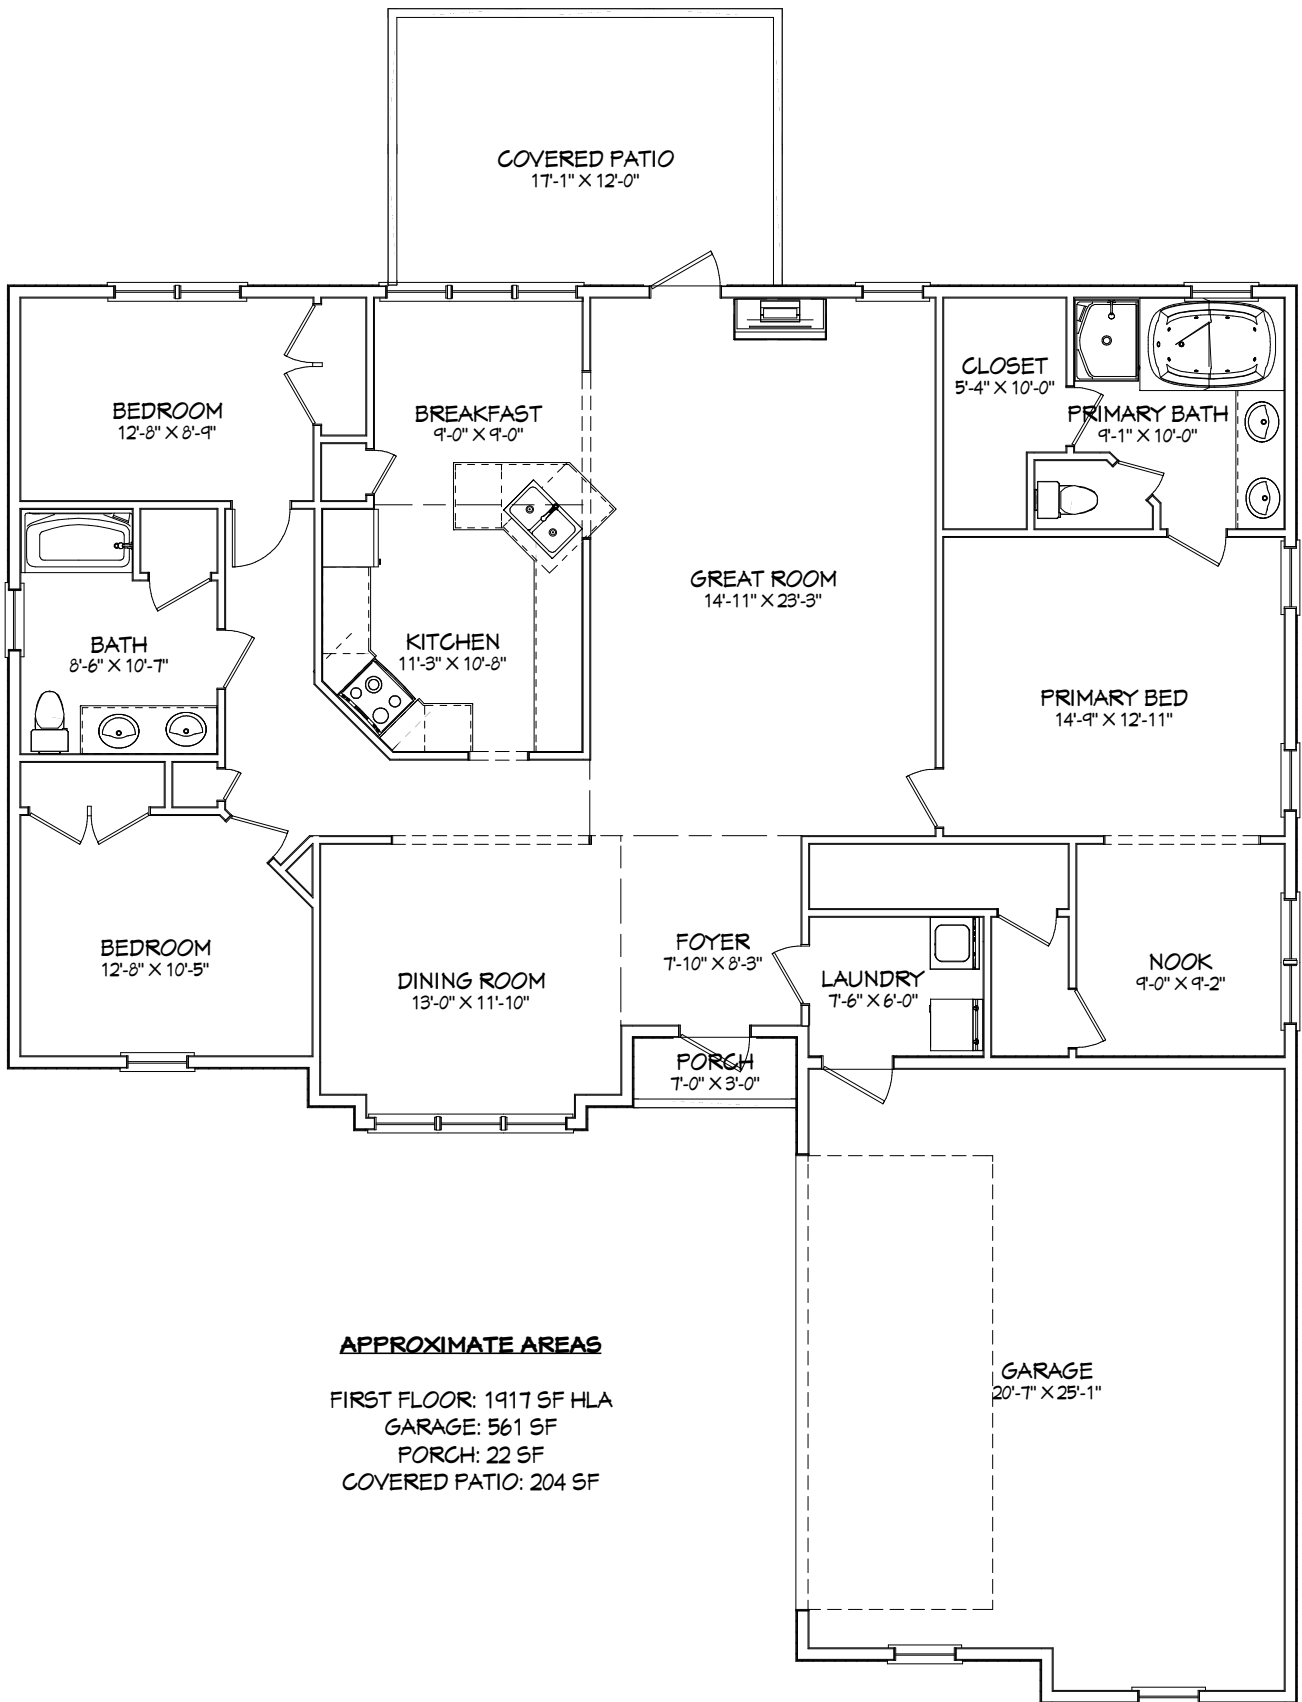 COVERED PATIO
17'-1" X 12'-0"
CLOSET
5'-4" X 10'-0"
BEDROOM
12'-8" X 8'-9"
BREAKFAST
9'-0" X 9'-0"
PRIMARY BATH
9'-1" X 10'-0"
GREAT ROOM
14'-11" X 23'-3"
BATH
8'-6" X 10'-7"
KITCHEN
11'-3" X 10'-8"
PRIMARY BED
14'-9" X 12'-11"
BEDROOM
12'-8" X 10'-5"
DINING ROOM
13'-0" X 11'-10"
FOYER
7'-10" X 8'-3"
LAUNDRY
7'-6" X 6'-0"
NOOK
9'-0" X 9'-2"
PORCH
7'-0" X 3'-0"
APPROXIMATE AREAS
FIRST FLOOR: 1917 SF HLA
GARAGE: 561 SF
PORCH: 22 SF
COVERED PATIO: 204 SF
GARAGE
20'-7" X 25'-1"